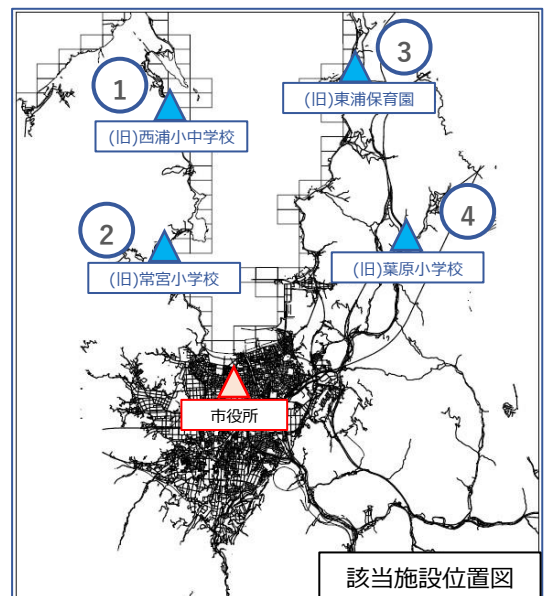 ③
(旧)東浦保育園
①
(旧)西浦小中学校
④
(旧)葉原小学校
②
(旧)常宮小学校
市役所
該当施設位置図